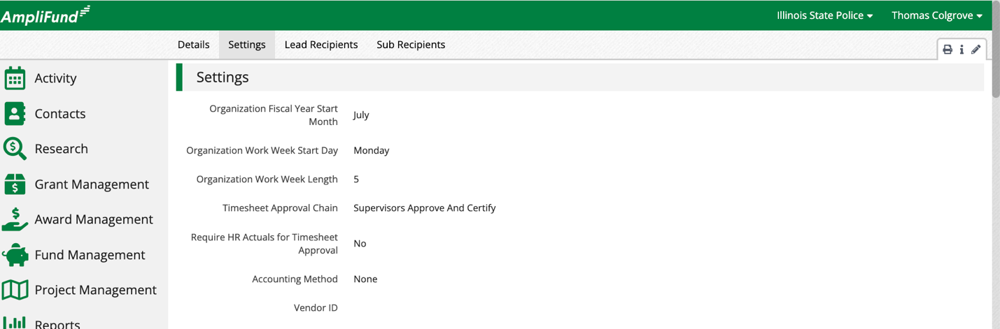 AmpliFund
Illinois State Police
Thomas Colgrove
Details
Settings
Lead Recipients
Sub Recipients
Activity
Contacts
Research
Grant Management
Award Management
Fund Management
Project Management
Reports
Settings
Organization Fiscal Year Start
Month
July
Organization Work Week Start Day
Monday
Organization Work Week Length
5
Timesheet Approval Chain
Supervisors Approve And Certify
Require HR Actuals for Timesheet
Approval
No
Accounting Method
None
Vendor ID